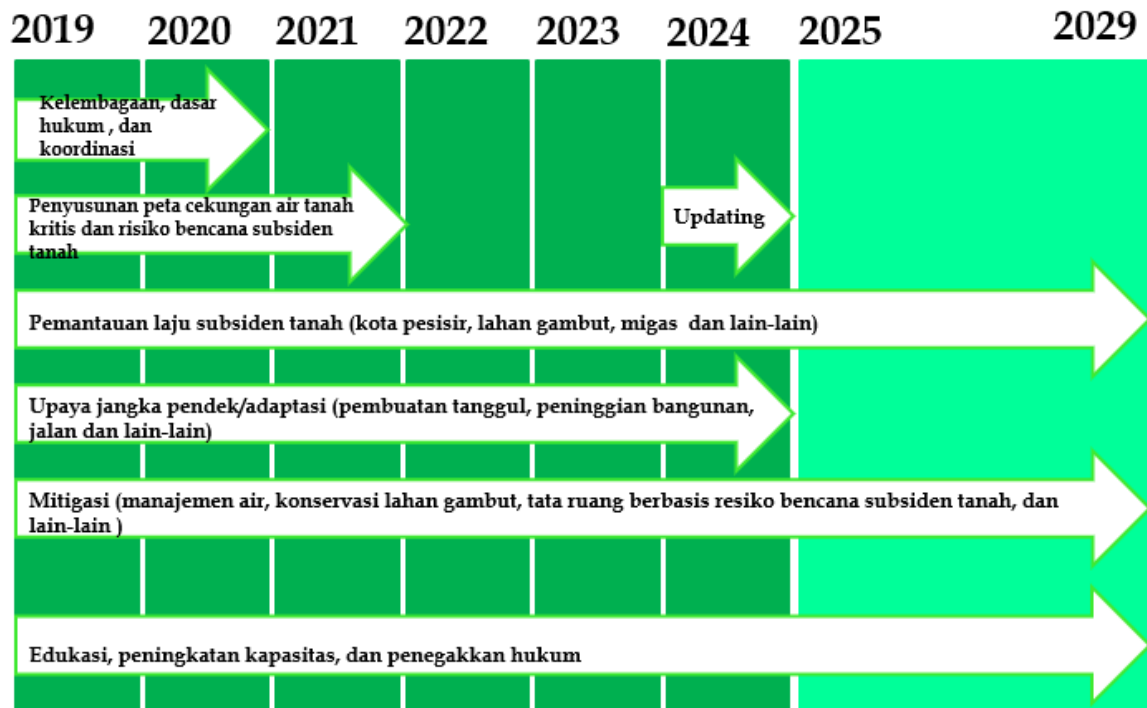 2019 2020 2021 2022 2023 2024 2025 2029
Kelembagaan, dasar
hukum , dan
koordinasi
Penyusunan peta cekungan air tanah
kritis dan risiko bencana subsiden
tanah
Updating
Pemantauan laju subsiden tanah (kota pesisir, lahan gambut, migas dan lain-lain)
Upaya jangka pendek/adaptasi (pembuatan tanggul, peninggian bangunan,
jalan dan lain-lain)
Mitigasi (manajemen air, konservasi lahan gambut, tata ruang berbasis resiko bencana subsiden tanah, dan
lain-lain )
Edukasi, peningkatan kapasitas, dan penegakkan hukum